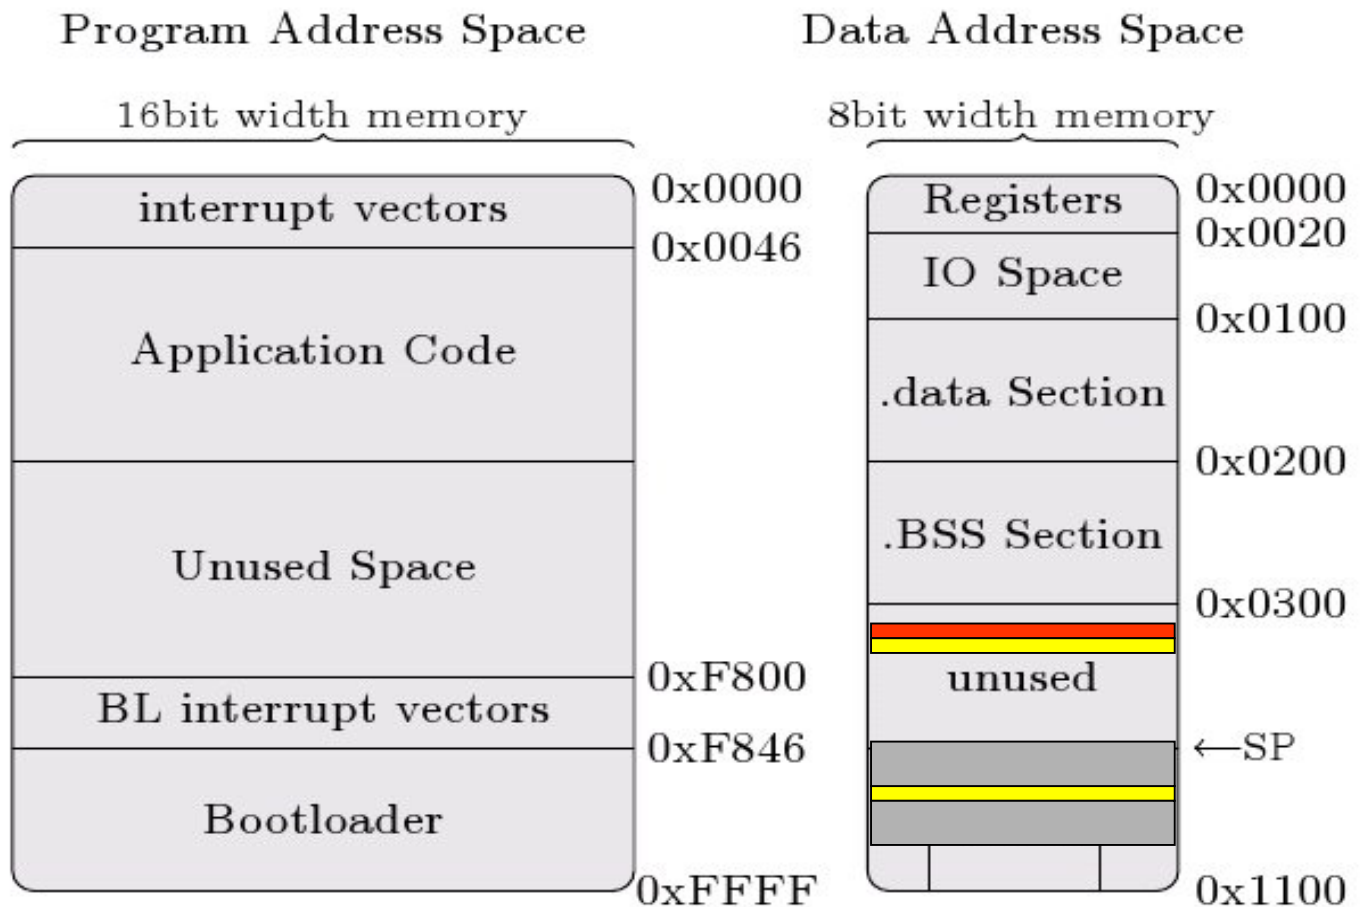 Program Address Space
16bit width memory
interrupt vectors
0x0000
0x0046
Application Code
Unused Space
0xF800
BL interrupt vectors
0xF846
Bootloader
0xFFFF
Data Address Space
8bit width memory
Registers
0x0000
0x0020
IO Space
0x0100
.data Section
0x0200
.BSS Section
0x0300
unused
←SP
0x1100